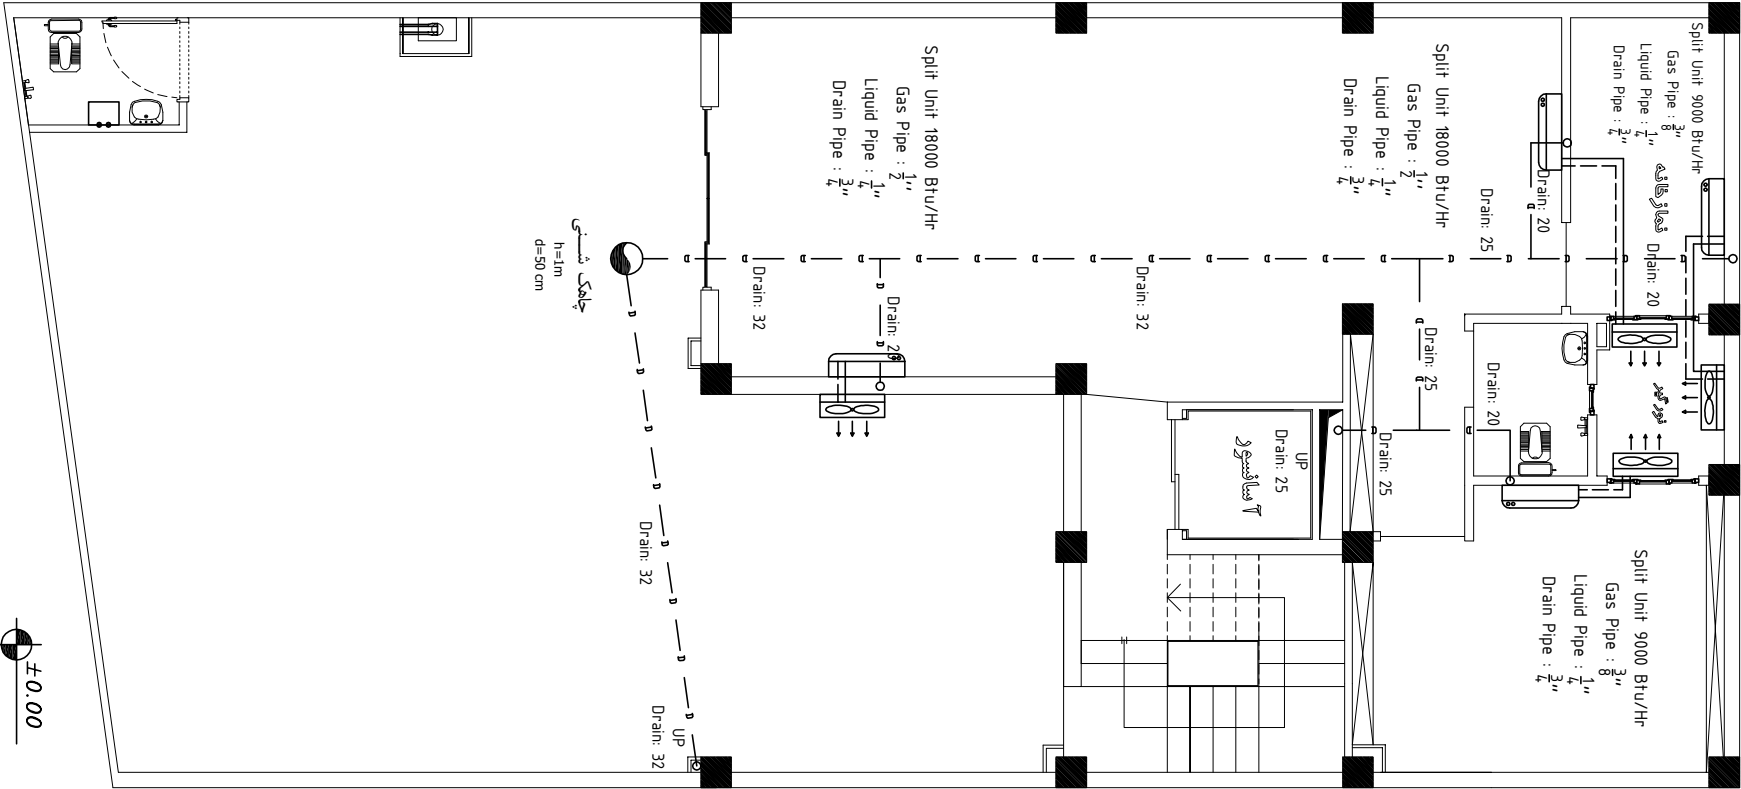 Split Unit 9000 Btu/Hr
Gas Pipe : 3/8"
Liquid Pipe : 1/4"
Drain Pipe : 3/4"
نمازخانه
Drain: 20
نورگیر
Split Unit 9000 Btu/Hr
Gas Pipe : 3/8"
Liquid Pipe : 1/4"
Drain Pipe : 3/4"
Drain: 20
Drain: 25
Drain: 20
Split Unit 18000 Btu/Hr
Gas Pipe : 1/2"
Liquid Pipe : 1/4"
Drain Pipe : 3/4"
Drain: 25
Drain: 25
UP
Drain: 25
آسانسور
Drain: 32
Split Unit 18000 Btu/Hr
Gas Pipe : 1/2"
Liquid Pipe : 1/4"
Drain Pipe : 3/4"
Drain:
Drain: 32
چاهک شنی
h=1m
d=50 cm
UP
Drain: 32
Drain: 32
±0.00